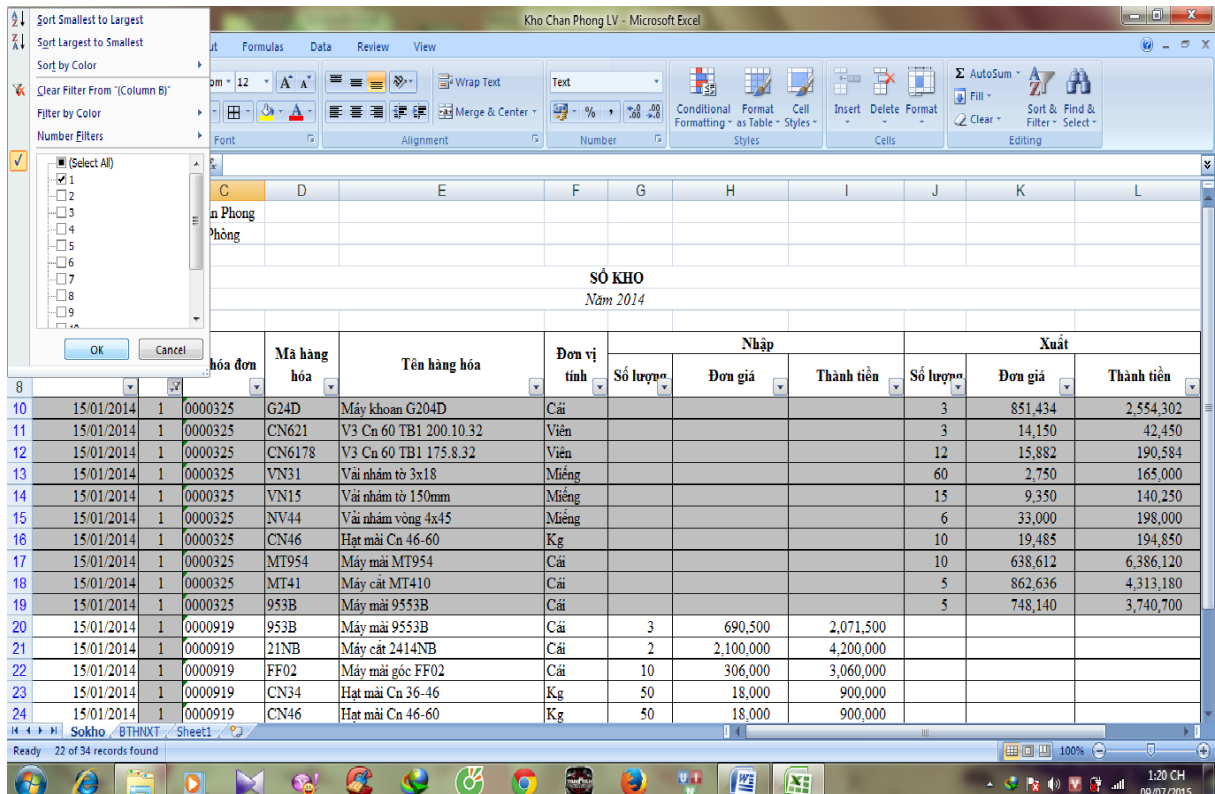 Sort Smallest to Largest
Sort Largest to Smallest
Sort by Color
Clear Filter From "(Column B)"
Filter by Color
Number Filters
(Select All)
1
2
3
4
5
6
7
8
9
OK Cancel
Kho Chan Phong LV - Microsoft Excel
Formulas Data Review View
12 A A Wrap Text Text
Merge & Center % ,
Conditional Formatting Format as Table Cell Styles
Insert Delete Format
Σ AutoSum
Fill
Clear
Sort & Filter Find & Select
Font Alignment Number Styles Cells Editing
C D E F G H I J K L
n Phong
Phòng
SỔ KHO
Năm 2014
hóa đơn Mã hàng hóa Tên hàng hóa Đơn vị tính Nhập Xuất
Số lượng Đơn giá Thành tiền Số lượng Đơn giá Thành tiền
8
10 15/01/2014 1 0000325 G24D Máy khoan G204D Cái 3 851,434 2,554,302
11 15/01/2014 1 0000325 CN621 V3 Cn 60 TB1 200.10.32 Viên 3 14,150 42,450
12 15/01/2014 1 0000325 CN6178 V3 Cn 60 TB1 175.8.32 Viên 12 15,882 190,584
13 15/01/2014 1 0000325 VN31 Vải nhám tờ 3x18 Miếng 60 2,750 165,000
14 15/01/2014 1 0000325 VN15 Vải nhám tờ 150mm Miếng 15 9,350 140,250
15 15/01/2014 1 0000325 NV44 Vải nhám vòng 4x45 Miếng 6 33,000 198,000
16 15/01/2014 1 0000325 CN46 Hạt mài Cn 46-60 Kg 10 19,485 194,850
17 15/01/2014 1 0000325 MT954 Máy mài MT954 Cái 10 638,612 6,386,120
18 15/01/2014 1 0000325 MT41 Máy cắt MT410 Cái 5 862,636 4,313,180
19 15/01/2014 1 0000325 953B Máy mài 9553B Cái 5 748,140 3,740,700
20 15/01/2014 1 0000919 953B Máy mài 9553B Cái 3 690,500 2,071,500
21 15/01/2014 1 0000919 21NB Máy cắt 2414NB Cái 2 2,100,000 4,200,000
22 15/01/2014 1 0000919 FF02 Máy mài góc FF02 Cái 10 306,000 3,060,000
23 15/01/2014 1 0000919 CN34 Hạt mài Cn 36-46 Kg 50 18,000 900,000
24 15/01/2014 1 0000919 CN46 Hạt mài Cn 46-60 Kg 50 18,000 900,000
Sokho BTHNXT Sheet1
Ready 22 of 34 records found 100%
1:20 CH
09/07/2015